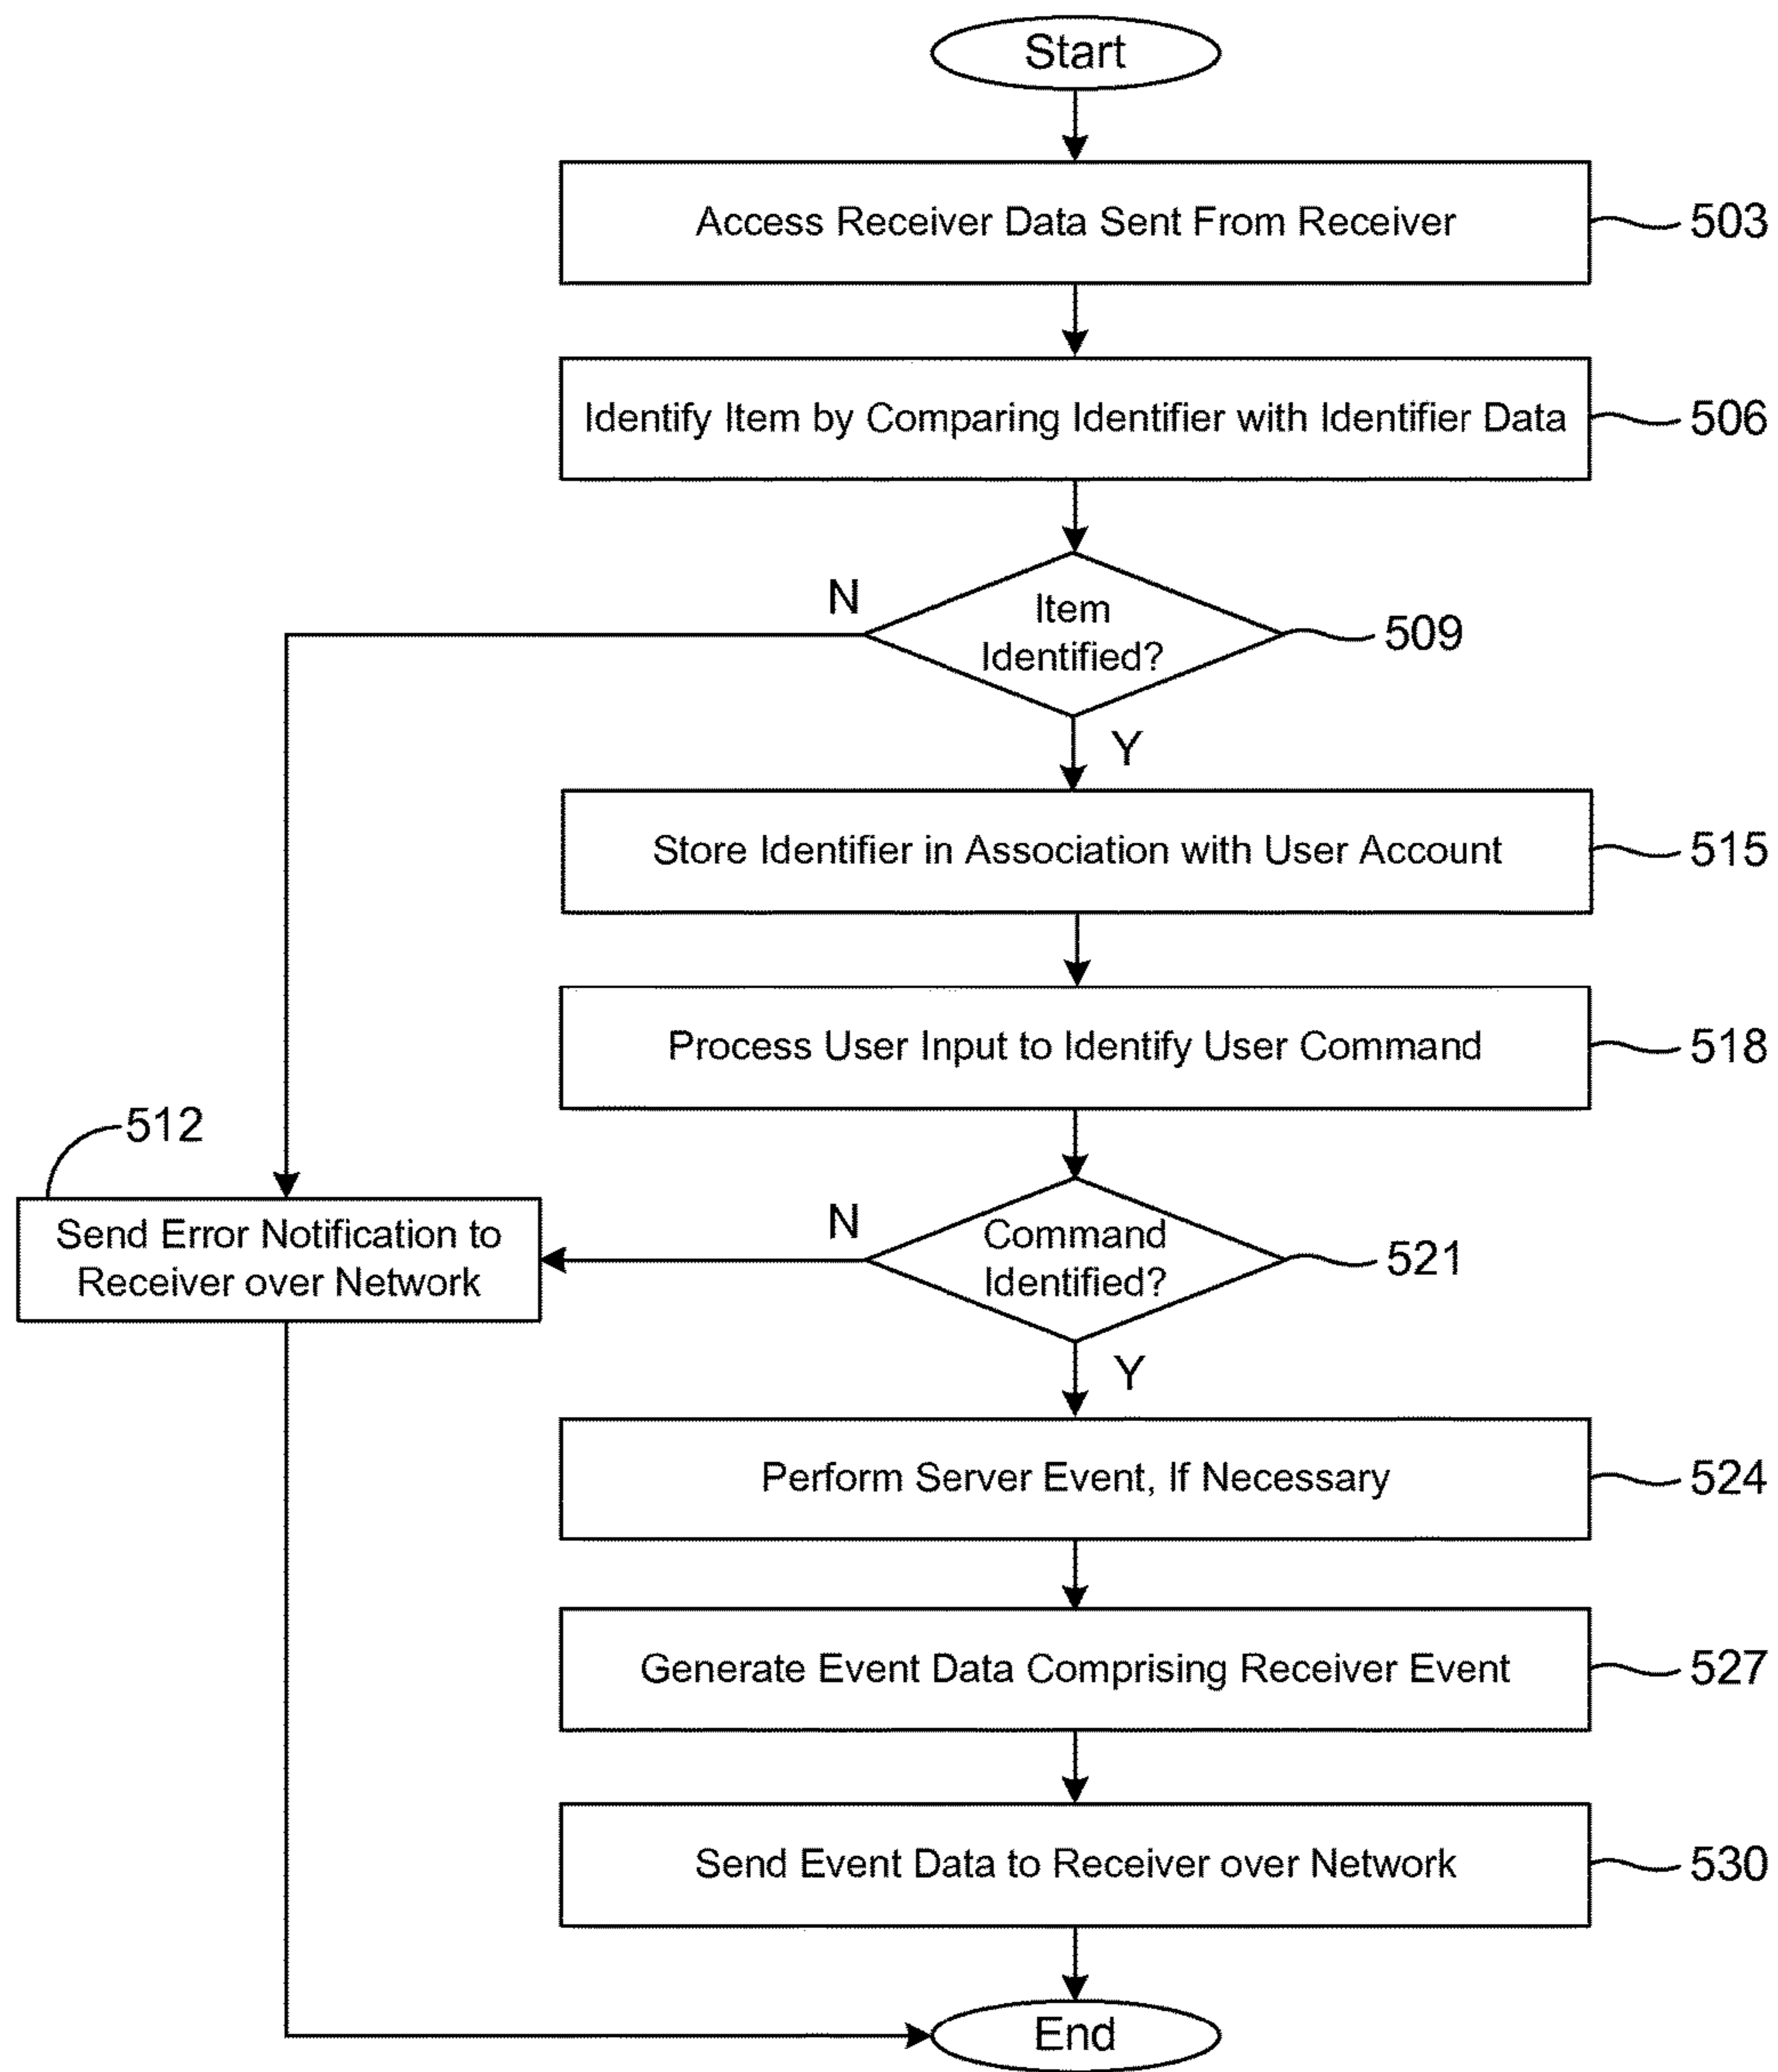 Start
Access Receiver Data Sent From Receiver
503
Identify Item by Comparing Identifier with Identifier Data
506
N
Item
Identified?
509
Y
Store Identifier in Association with User Account
515
Process User Input to Identify User Command
518
512
Send Error Notification to
Receiver over Network
N
Command
Identified?
521
Y
Perform Server Event, If Necessary
524
Generate Event Data Comprising Receiver Event
527
Send Event Data to Receiver over Network
530
End